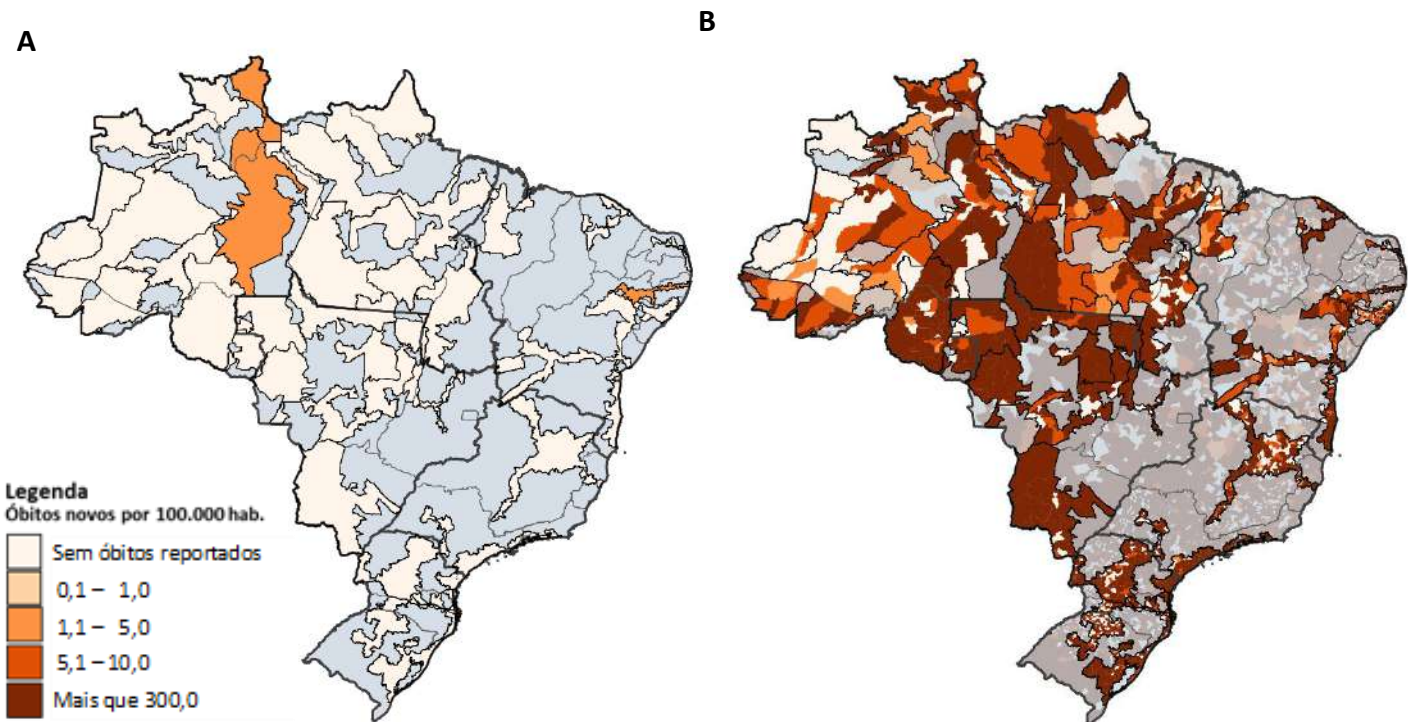 A
B
Legenda
Óbitos novos por 100.000 hab.
Sem óbitos reportados
0,1 – 1,0
1,1 – 5,0
5,1 – 10,0
Mais que 300,0